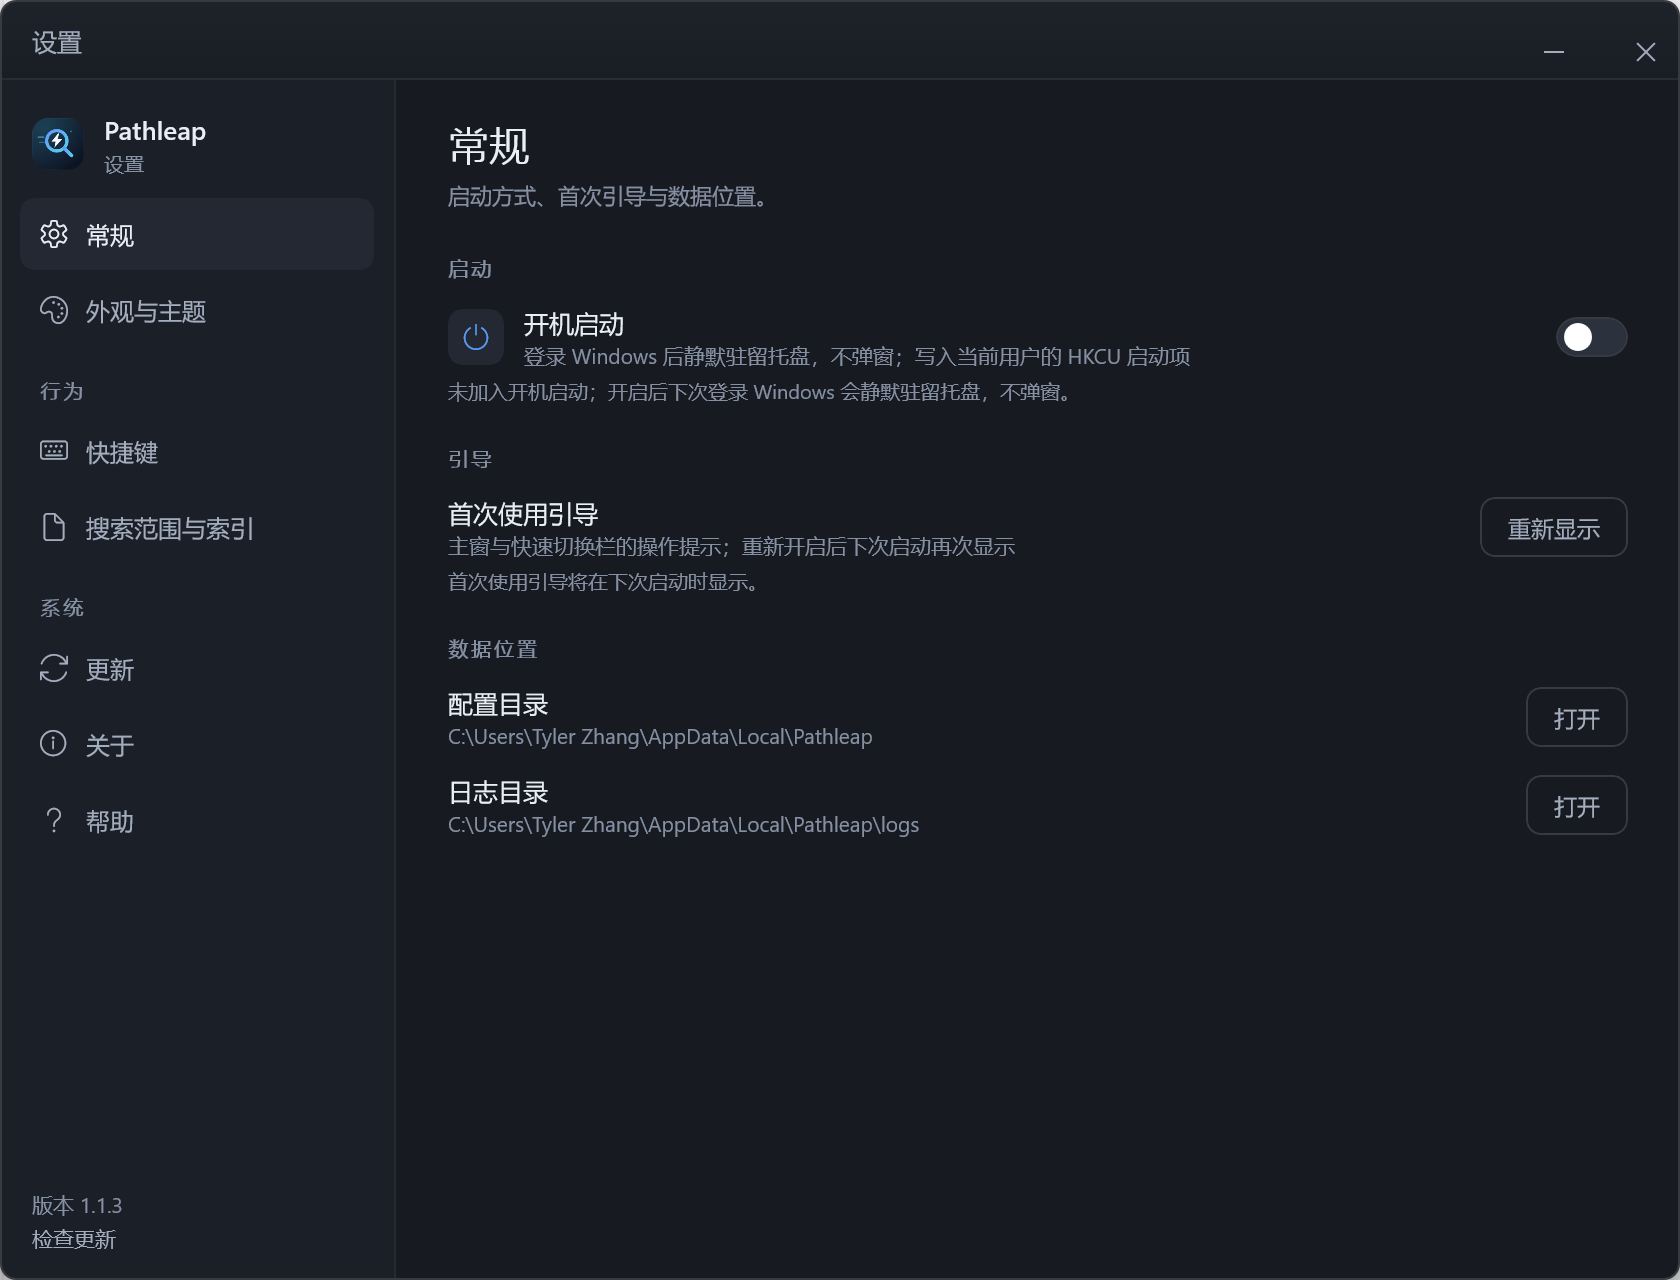 设置
Pathleap
设置
常规
外观与主题
行为
快捷键
搜索范围与索引
系统
更新
关于
帮助
版本 1.1.3
检查更新
常规
启动方式、首次引导与数据位置。
启动
开机启动
登录 Windows 后静默驻留托盘，不弹窗；写入当前用户的 HKCU 启动项
未加入开机启动；开启后下次登录 Windows 会静默驻留托盘，不弹窗。
引导
首次使用引导
主窗与快速切换栏的操作提示；重新开启后下次启动再次显示
重新显示
首次使用引导将在下次启动时显示。
数据位置
配置目录
C:\Users\Tyler Zhang\AppData\Local\Pathleap
打开
日志目录
C:\Users\Tyler Zhang\AppData\Local\Pathleap\logs
打开